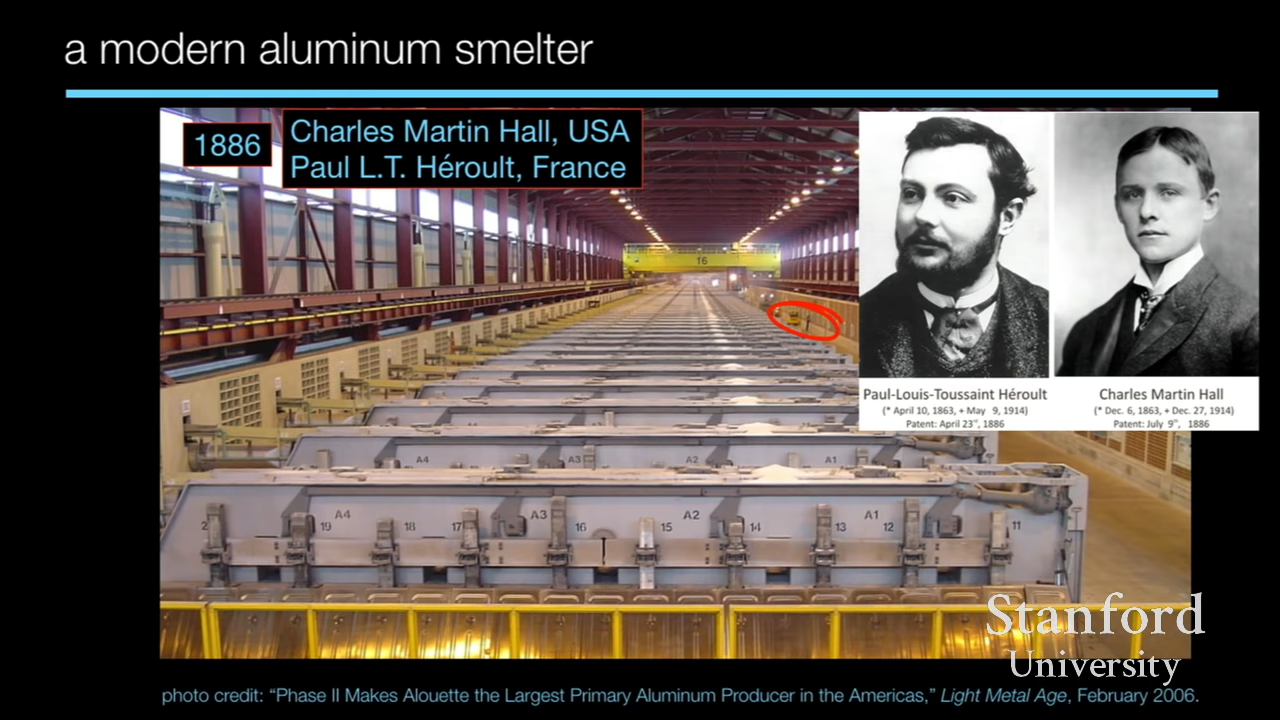 a modern aluminum smelter
1886
Charles Martin Hall, USA
Paul L.T. Héroult, France
16
Paul-Louis-Toussaint Héroult
(* April 10, 1863, + May 9, 1914)
Patent: April 23rd, 1886
Charles Martin Hall
(* Dec. 6, 1863, + Dec. 27, 1914)
Patent: July 9th, 1886
A4 A3 A2 A1
A4 A3 A2 A1
2 19 18 17 16 15 14 13 12 11
Stanford
University
photo credit: “Phase II Makes Alouette the Largest Primary Aluminum Producer in the Americas,” Light Metal Age, February 2006.